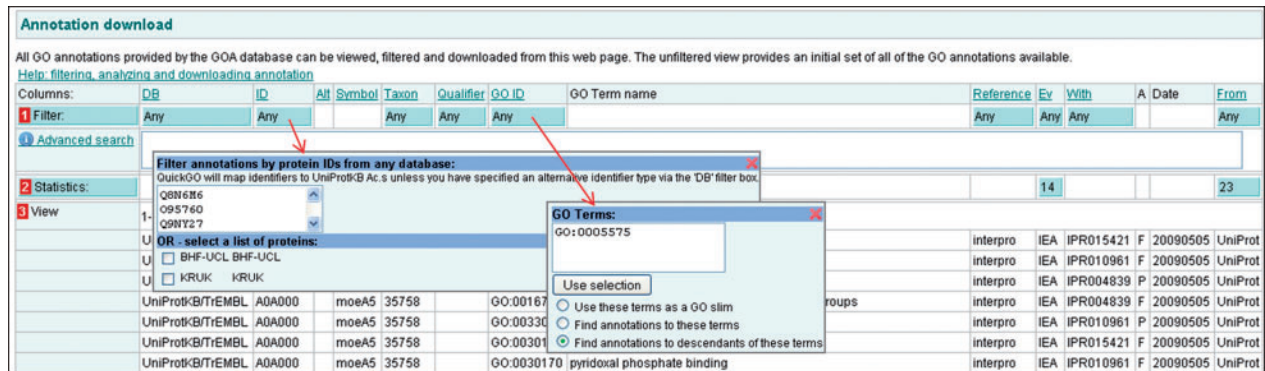 Annotation download
All GO annotations provided by the GOA database can be viewed, filtered and downloaded from this web page. The unfiltered view provides an initial set of all of the GO annotations available.
Help: filtering, analyzing and downloading annotation
Columns: DB ID Alt Symbol Taxon Qualifier GO ID GO Term name Reference Ev With A Date From
1 Filter: Any Any Any Any Any Any Any Any Any
Advanced search
Filter annotations by protein IDs from any database:
QuickGO will map identifiers to UniProtKB Ac.s unless you have specified an alternative identifier type via the 'DB' filter box.
Q8N6M6
O95760
Q9NY27
OR - select a list of proteins:
BHF-UCL BHF-UCL
KRUK KRUK
GO Terms:
GO:0005575
Use selection
Use these terms as a GO slim
Find annotations to these terms
Find annotations to descendants of these terms
2 Statistics: 14 23
3 View 1-
U interpro IEA IPR015421 F 20090505 UniProt
U interpro IEA IPR010961 F 20090505 UniProt
U interpro IEA IPR004839 P 20090505 UniProt
UniProtKB/TrEMBL A0A000 moeA5 35758 GO:00167 roups interpro IEA IPR004839 F 20090505 UniProt
UniProtKB/TrEMBL A0A000 moeA5 35758 GO:00330 interpro IEA IPR010961 P 20090505 UniProt
UniProtKB/TrEMBL A0A000 moeA5 35758 GO:00301 interpro IEA IPR015421 F 20090505 UniProt
UniProtKB/TrEMBL A0A000 moeA5 35758 GO:0030170 pyridoxal phosphate binding interpro IEA IPR010961 F 20090505 UniProt